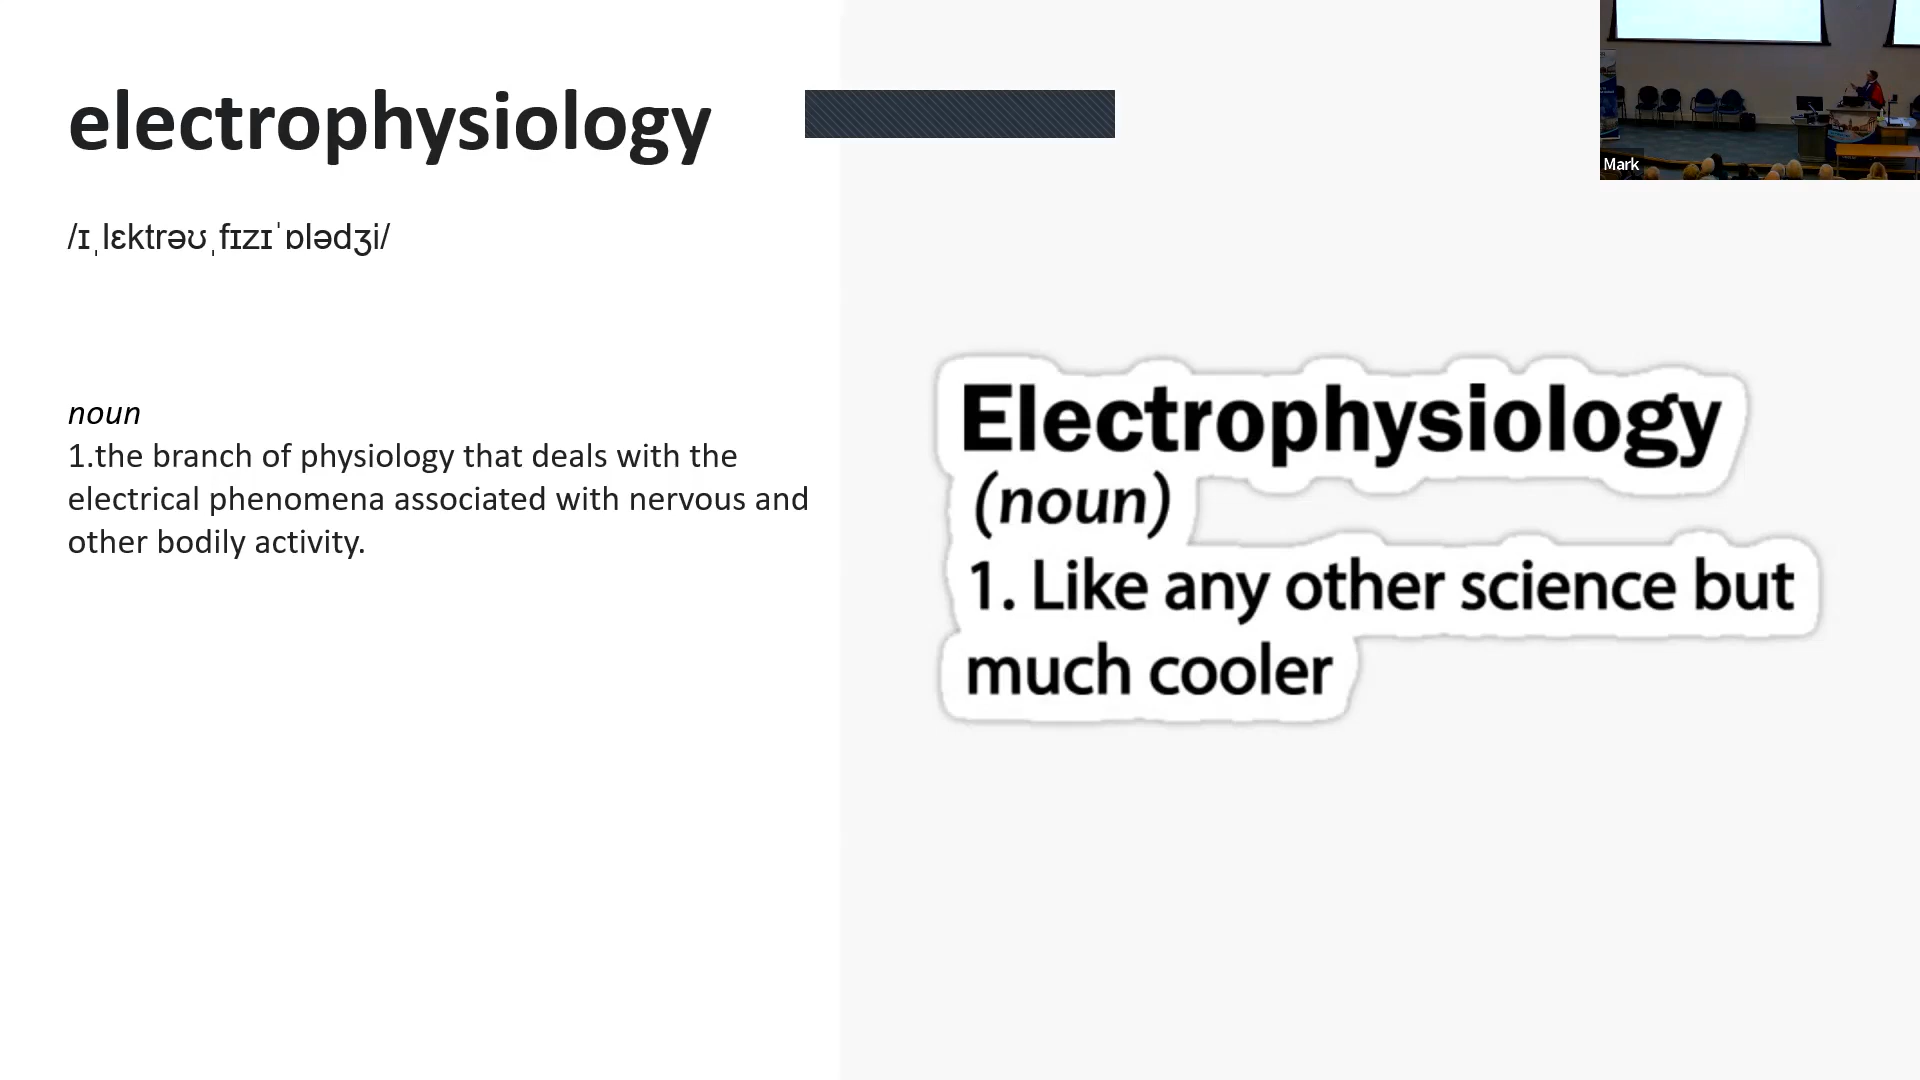 electrophysiology
/ɪˌlɛktrəʊˌfɪzɪˈɒlədʒi/
noun
1.the branch of physiology that deals with the
electrical phenomena associated with nervous and
other bodily activity.
Electrophysiology
(noun)
1. Like any other science but
much cooler
Mark